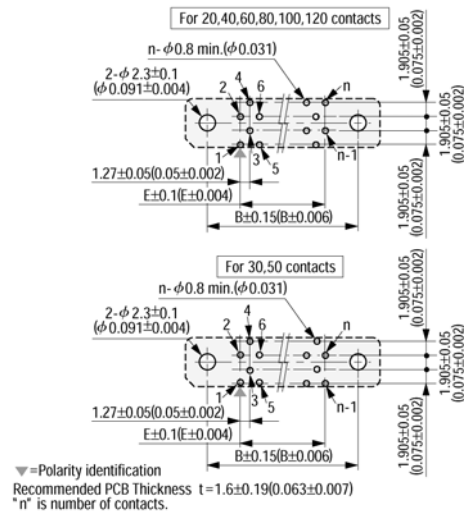 For 20,40,60,80,100,120 contacts
n-ϕ0.8 min.(ϕ0.031)
2-ϕ2.3±0.1
(ϕ0.091±0.004)
4
2
6
n
1
3
5
n-1
1.27±0.05(0.05±0.002)
E±0.1(E±0.004)
B±0.15(B±0.006)
1.905±0.05
(0.075±0.002)
1.905±0.05
(0.075±0.002)
1.905±0.05
(0.075±0.002)
For 30,50 contacts
n-ϕ0.8 min.(ϕ0.031)
2-ϕ2.3±0.1
(ϕ0.091±0.004)
4
2
6
n
1
3
5
n-1
1.27±0.05(0.05±0.002)
E±0.1(E±0.004)
B±0.15(B±0.006)
1.905±0.05
(0.075±0.002)
1.905±0.05
(0.075±0.002)
1.905±0.05
(0.075±0.002)
▼=Polarity identification
Recommended PCB Thickness t=1.6±0.19(0.063±0.007)
"n" is number of contacts.